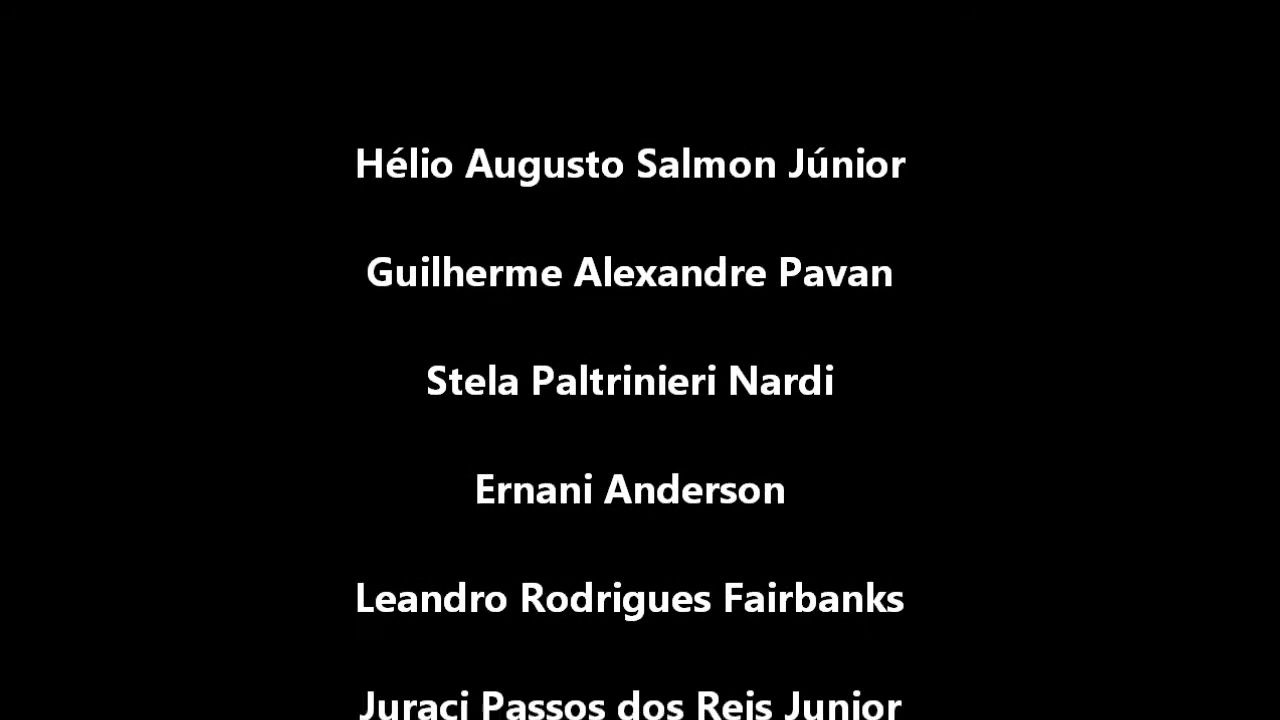 Hélio Augusto Salmon Júnior
Guilherme Alexandre Pavan
Stela Paltrinieri Nardi
Ernani Anderson
Leandro Rodrigues Fairbanks
Juraci Passos dos Reis Junior